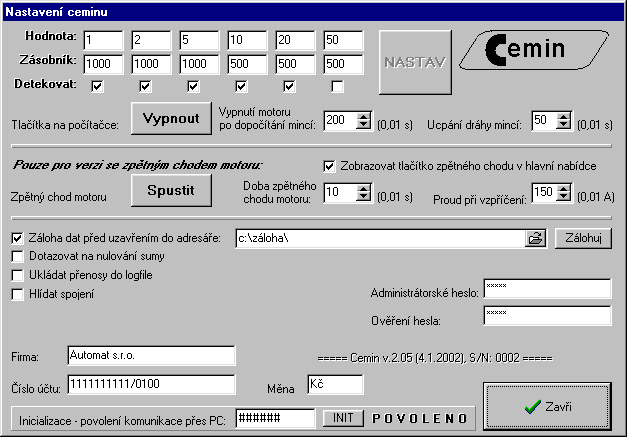 Nastavení ceminu
Hodnota: 1 2 5 10 20 50
Zásobník: 1000 1000 1000 500 500 500
Detekovat:
NASTAV
Cemin
Tlačítka na počítačce: Vypnout Vypnutí motoru po dopočítání mincí: 200 (0,01 s) Ucpání dráhy mincí: 50 (0,01 s)
Pouze pro verzi se zpětným chodem motoru: Zobrazovat tlačítko zpětného chodu v hlavní nabídce
Zpětný chod motoru Spustit Doba zpětného chodu motoru: 10 (0,01 s) Proud při vzpříčení: 150 (0,01 A)
Záloha dat před uzavřením do adresáře: c:\záloha\ Zálohuj
Dotazovat na nulování sumy
Ukládat přenosy do logfile
Hlídat spojení
Administrátorské heslo: *****
Ověření hesla: *****
Firma: Automat s.r.o. ===== Cemin v.2.05 (4.1.2002), S/N: 0002 =====
Číslo účtu: 1111111111/0100 Měna Kč
Zavři
Inicializace - povolení komunikace přes PC: ###### INIT POVOLENO